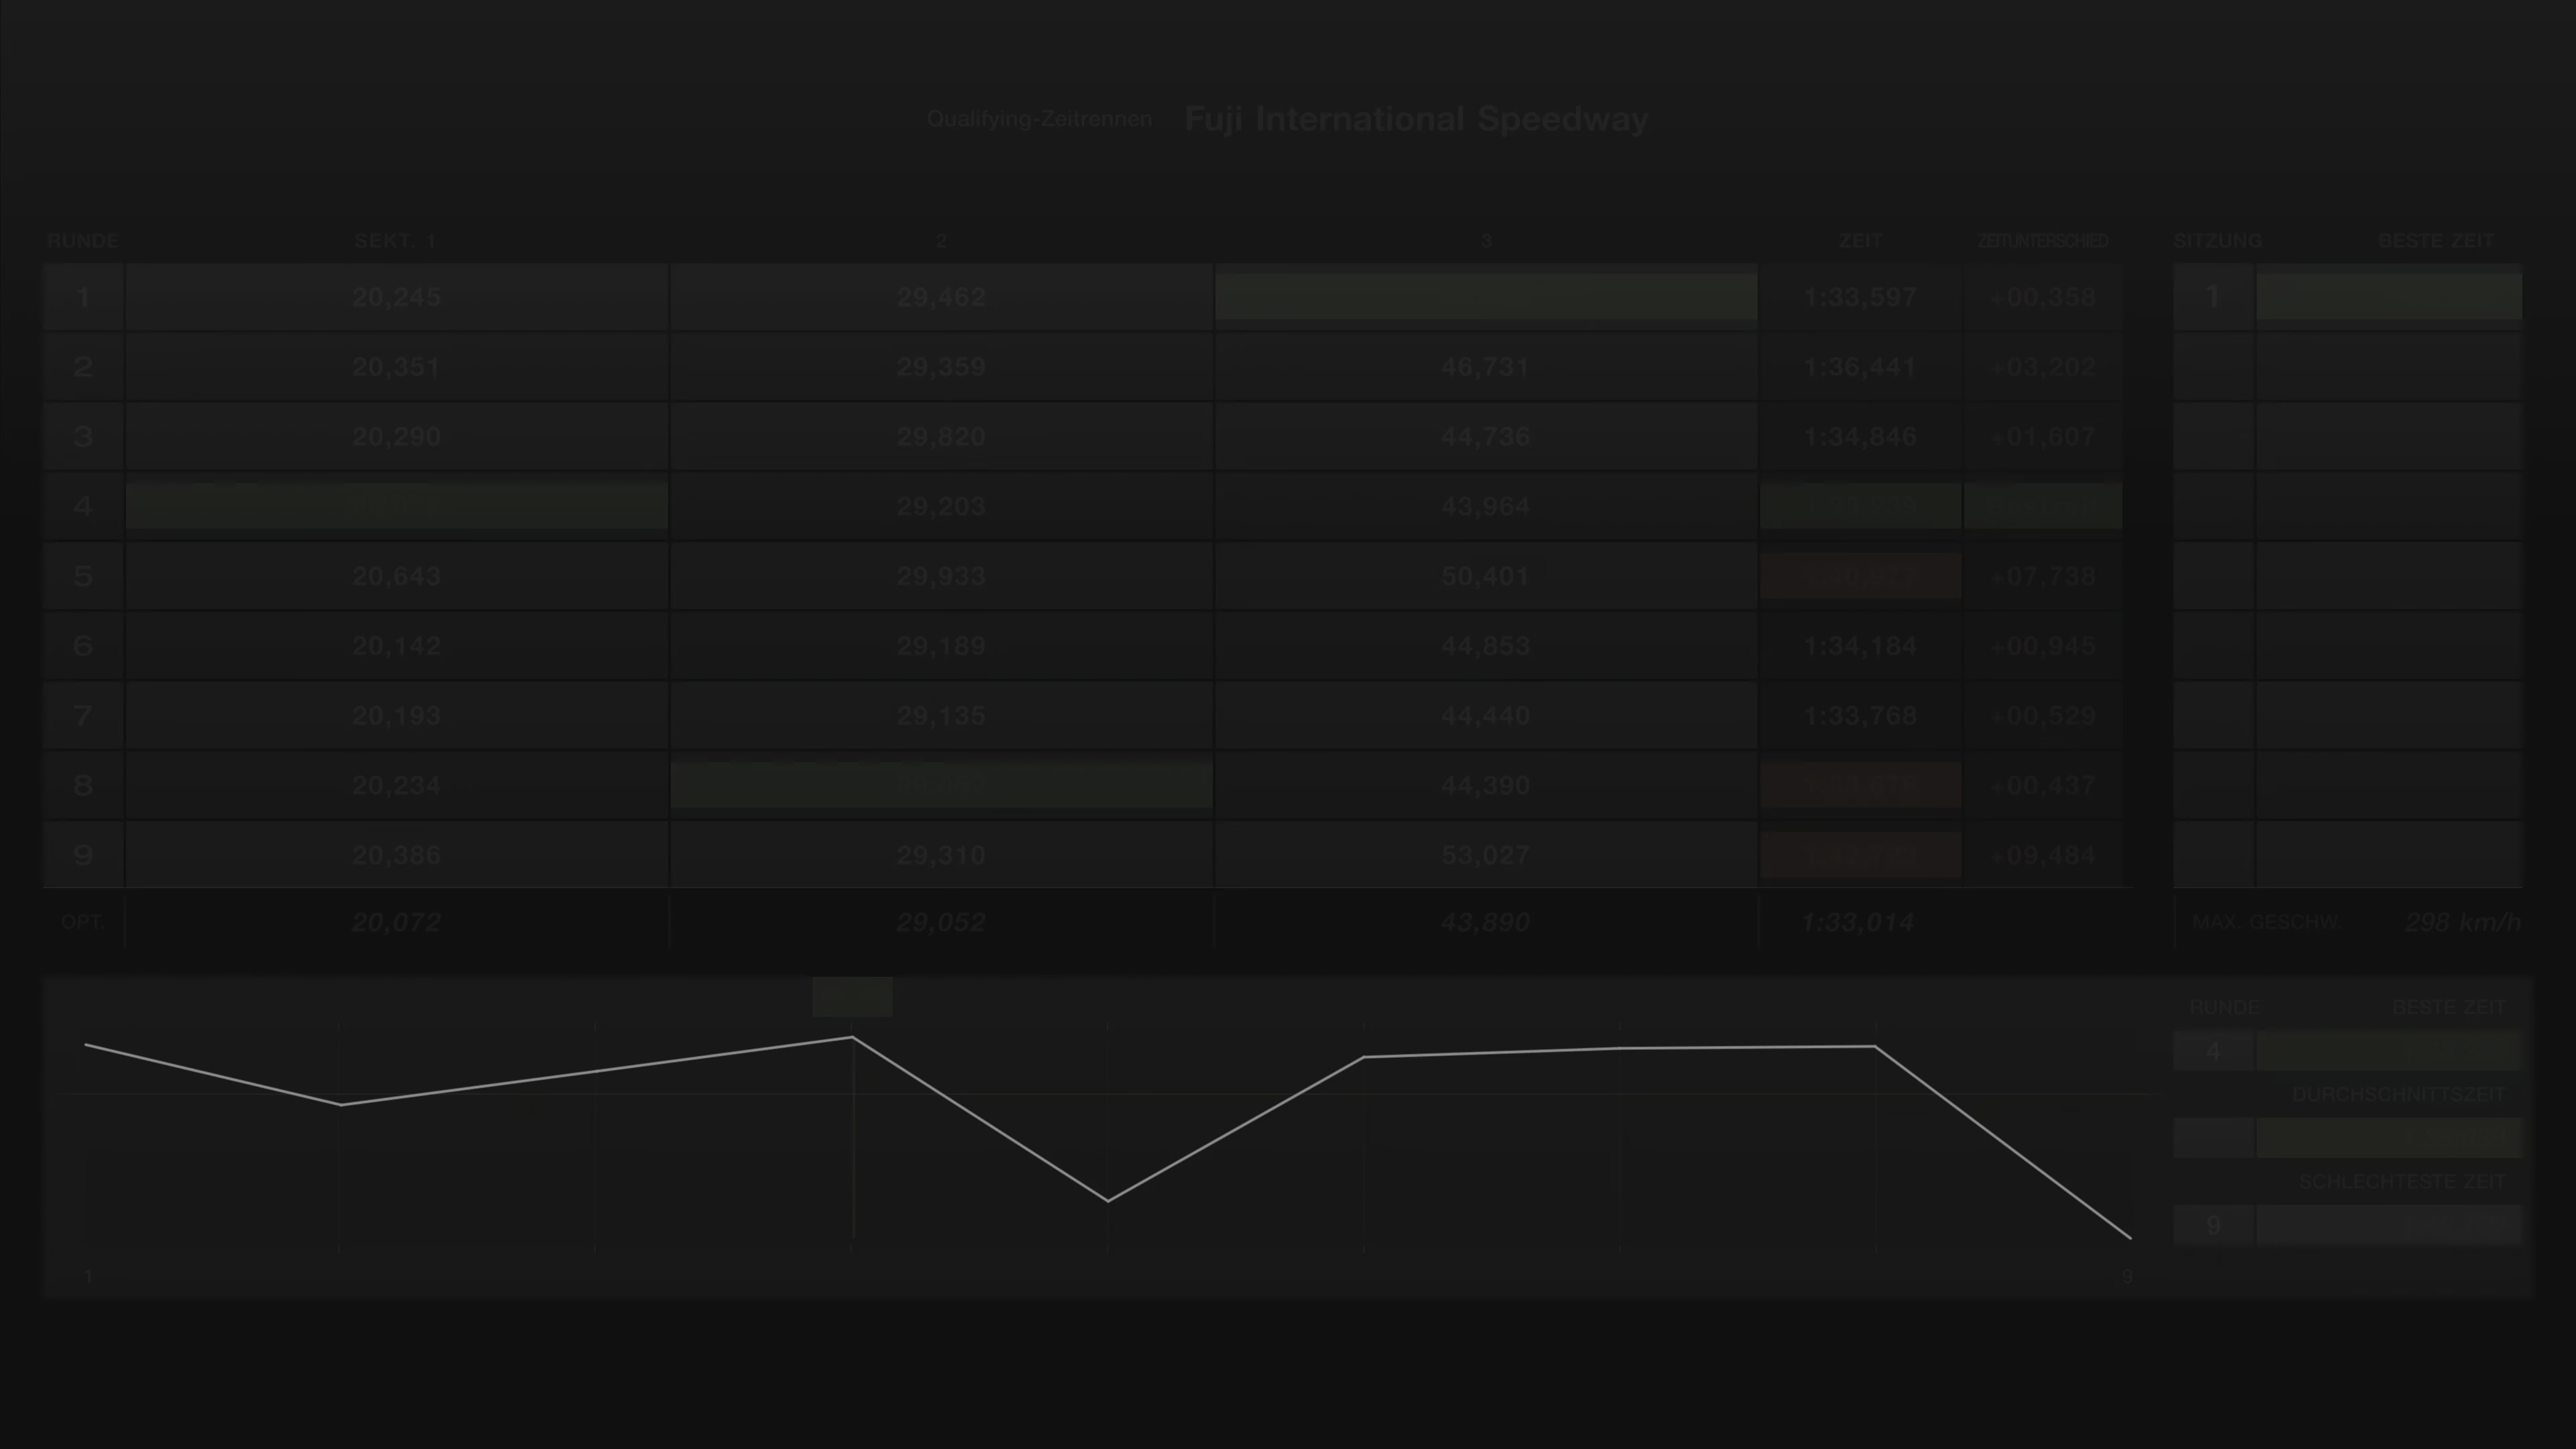 Qualifying-Zeitrennen Fuji International Speedway
RUNDE SEKT. 1 2 3 ZEIT ZEITUNTERSCHIED SITZUNG BESTE ZEIT
1 20,245 29,462 1:33,597 +00,358 1
2 20,351 29,359 46,731 1:36,441 +03,202
3 20,290 29,820 44,736 1:34,846 +01,607
4 29,203 43,964
5 20,643 29,933 50,401 +07,738
6 20,142 29,189 44,853 1:34,184 +00,945
7 20,193 29,135 44,440 1:33,768 +00,529
8 20,234 44,390 +00,437
9 20,386 29,310 53,027 +09,484
OPT. 20,072 29,052 43,890 1:33,014 MAX. GESCHW. 298 km/h
RUNDE BESTE ZEIT
4
DURCHSCHNITTSZEIT
SCHLECHTESTE ZEIT
9
1 9